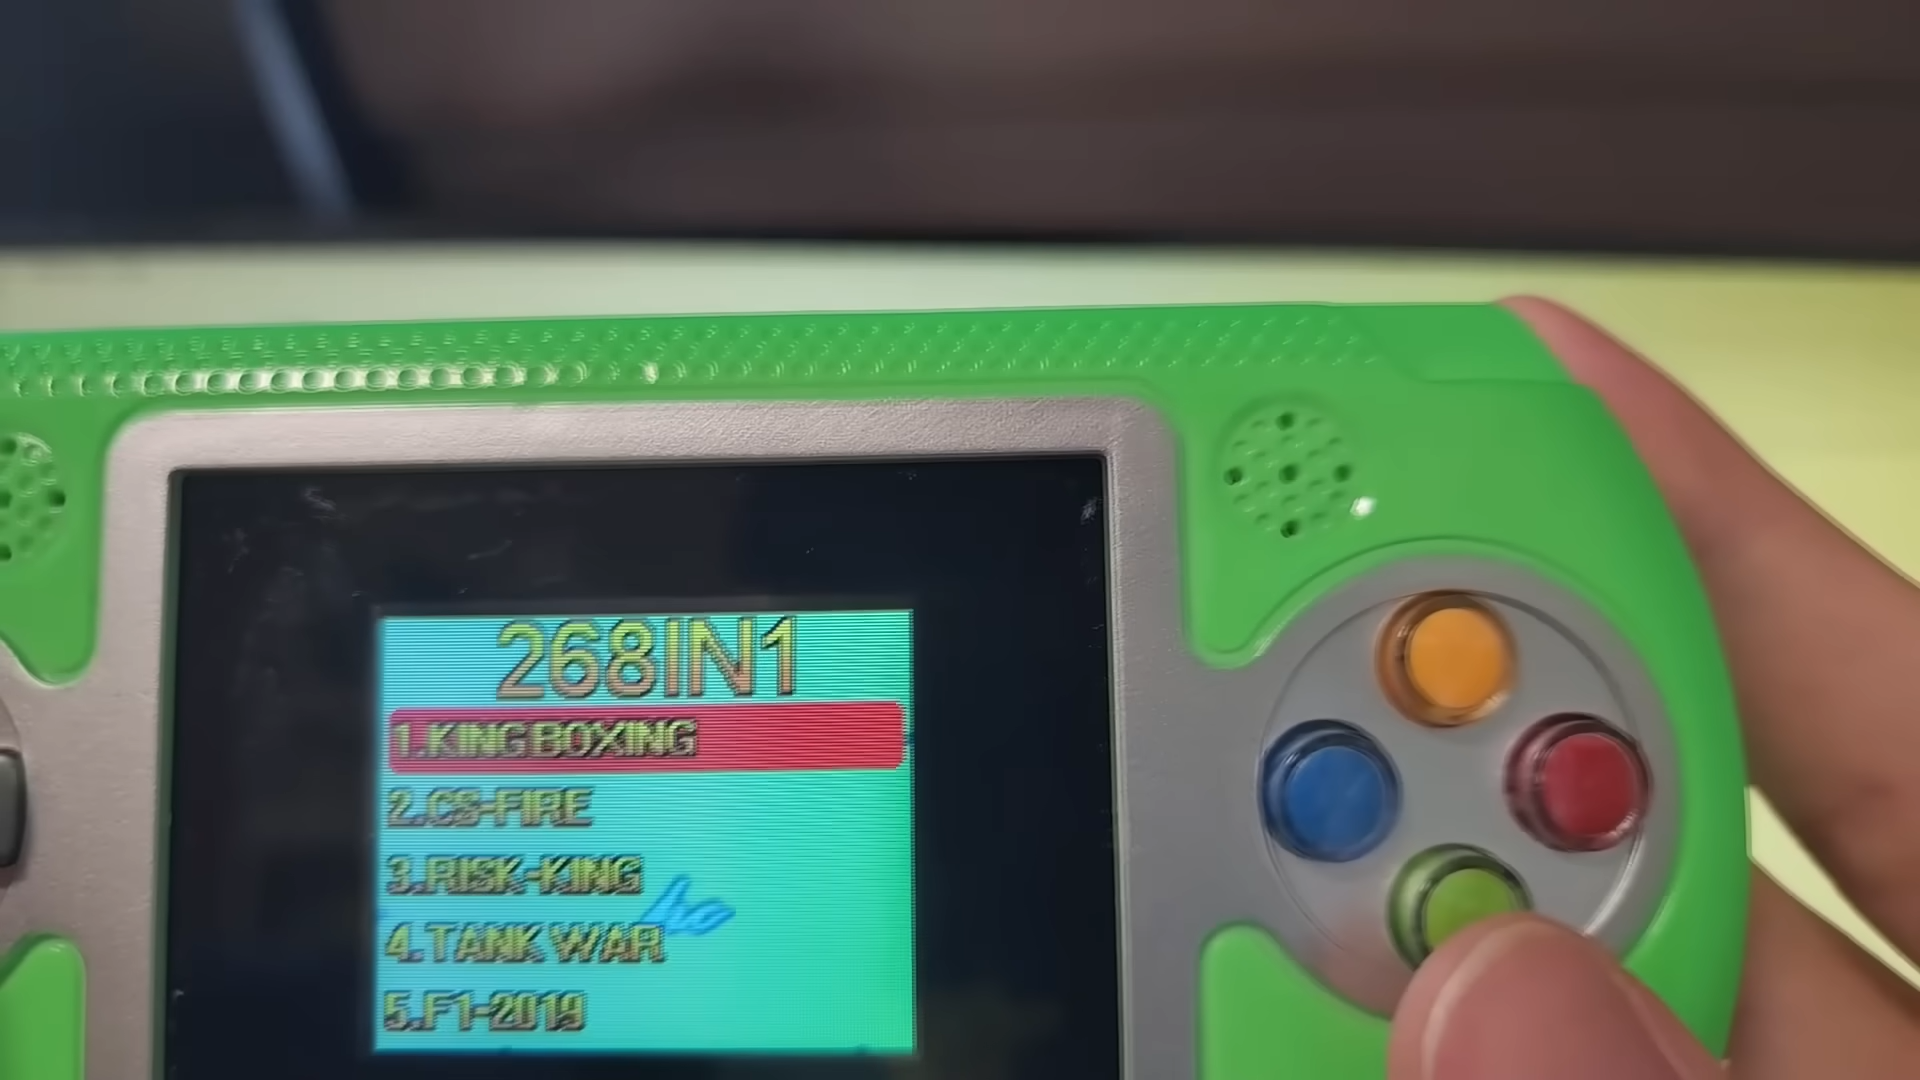 268IN1
1.KING BOXING
2.CS-FIRE
3.RISK-KING
4.TANK WAR
5.F1-2019